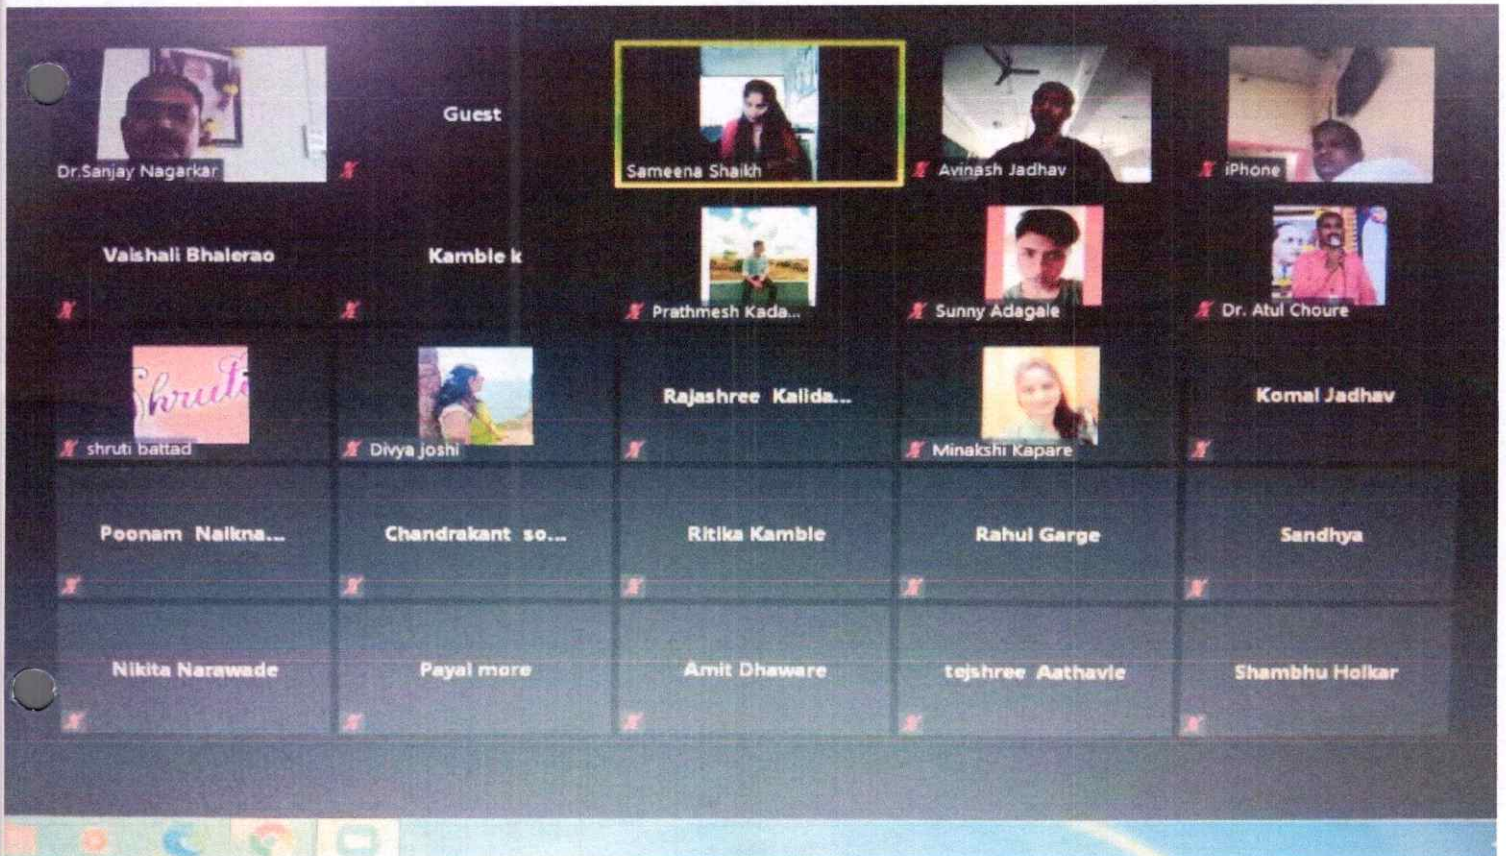 Dr.Sanjay Nagarkar
Guest
Sameena Shaikh
Avinash Jadhav
iPhone
Vaishali Bhalerao
Kamble k
Prathmesh Kada...
Sunny Adagale
Dr. Atul Choure
Shruti
shruti battad
Divya joshi
Rajashree Kalida...
Minakshi Kapare
Komal Jadhav
Poonam Naikna...
Chandrakant so...
Ritika Kamble
Rahul Garge
Sandhya
Nikita Narawade
Payal more
Amit Dhaware
tejshree Aathavle
Shambhu Holkar